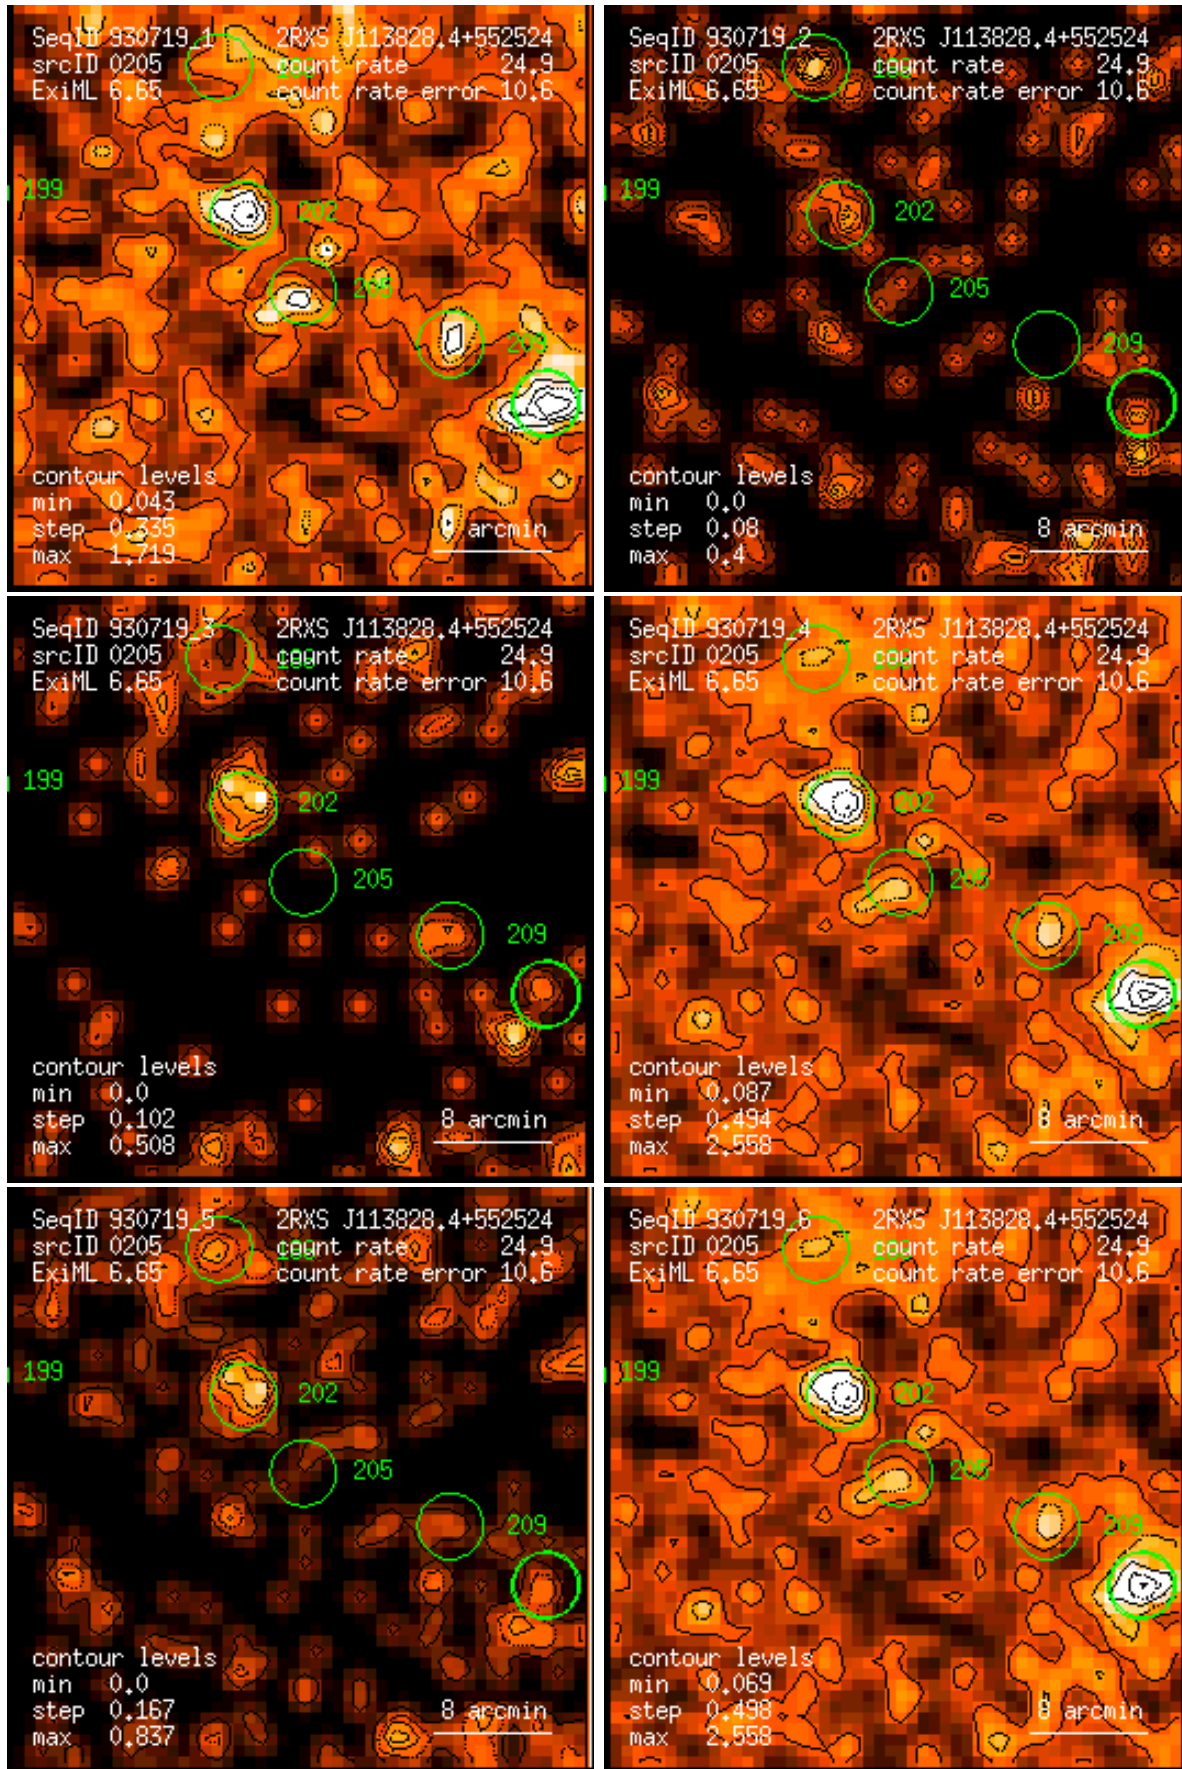 SeqID 930719_1 2RXS J113828.4+552524
srcID 0205 count rate 24.9
ExiML 6.65 count rate error 10.6
199
202
205
209
contour levels
min 0.043
step 0.335
max 1.719
8 arcmin
SeqID 930719_2 2RXS J113828.4+552524
srcID 0205 count rate 24.9
ExiML 6.65 count rate error 10.6
199
202
205
209
contour levels
min 0.0
step 0.08
max 0.4
8 arcmin
SeqID 930719_3 2RXS J113828.4+552524
srcID 0205 count rate 24.9
ExiML 6.65 count rate error 10.6
199
202
205
209
contour levels
min 0.0
step 0.102
max 0.508
8 arcmin
SeqID 930719_4 2RXS J113828.4+552524
srcID 0205 count rate 24.9
ExiML 6.65 count rate error 10.6
199
202
205
209
contour levels
min 0.087
step 0.494
max 2.558
8 arcmin
SeqID 930719_5 2RXS J113828.4+552524
srcID 0205 count rate 24.9
ExiML 6.65 count rate error 10.6
199
202
205
209
contour levels
min 0.0
step 0.167
max 0.837
8 arcmin
SeqID 930719_6 2RXS J113828.4+552524
srcID 0205 count rate 24.9
ExiML 6.65 count rate error 10.6
199
202
205
209
contour levels
min 0.069
step 0.498
max 2.558
8 arcmin